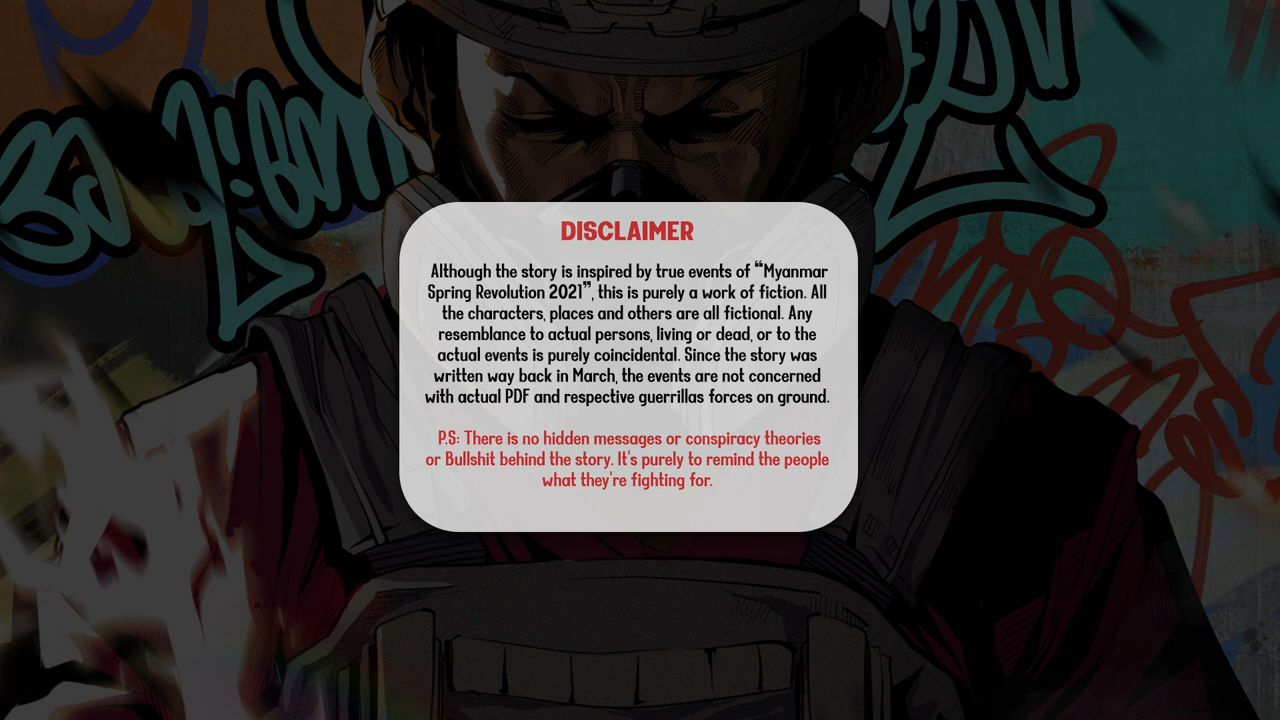 DISCLAIMER
Although the story is inspired by true events of “Myanmar
Spring Revolution 2021”, this is purely a work of fiction. All
the characters, places and others are all fictional. Any
resemblance to actual persons, living or dead, or to the
actual events is purely coincidental. Since the story was
written way back in March, the events are not concerned
with actual PDF and respective guerrillas forces on ground.
P.S: There is no hidden messages or conspiracy theories
or Bullshit behind the story. It's purely to remind the people
what they're fighting for.